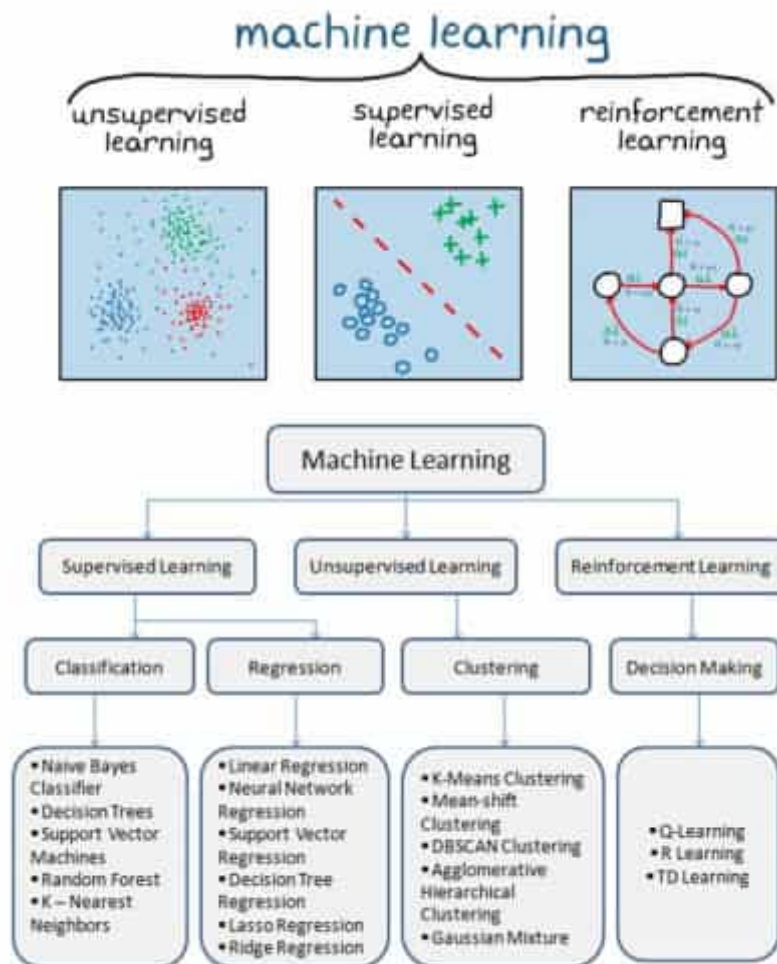 machine learning
unsupervised
learning
supervised
learning
reinforcement
learning
Machine Learning
Supervised Learning
Unsupervised Learning
Reinforcement Learning
Classification
Regression
Clustering
Decision Making
•Naive Bayes
Classifier
•Decision Trees
•Support Vector
Machines
•Random Forest
•K – Nearest
Neighbors
•Linear Regression
•Neural Network
Regression
•Support Vector
Regression
•Decision Tree
Regression
•Lasso Regression
•Ridge Regression
•K-Means Clustering
•Mean-shift
Clustering
•DBSCAN Clustering
•Agglomerative
Hierarchical
Clustering
•Gaussian Mixture
•Q-Learning
•R Learning
•TD Learning